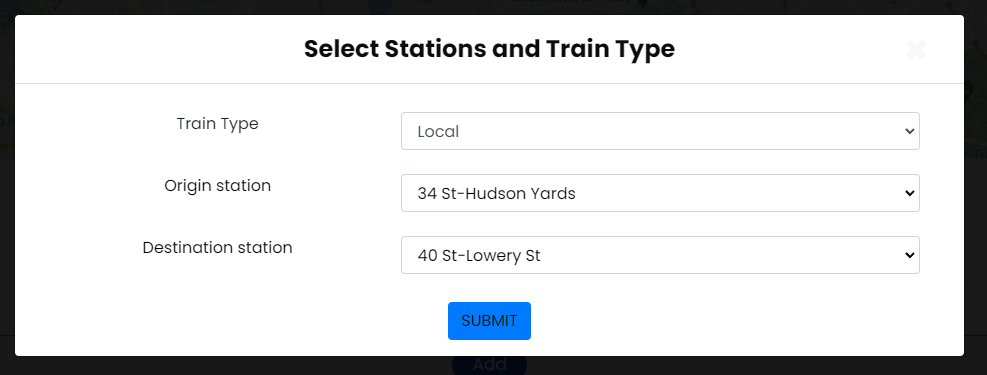 Select Stations and Train Type
Train Type
Local
Origin station
34 St-Hudson Yards
Destination station
40 St-Lowery St
SUBMIT
Add